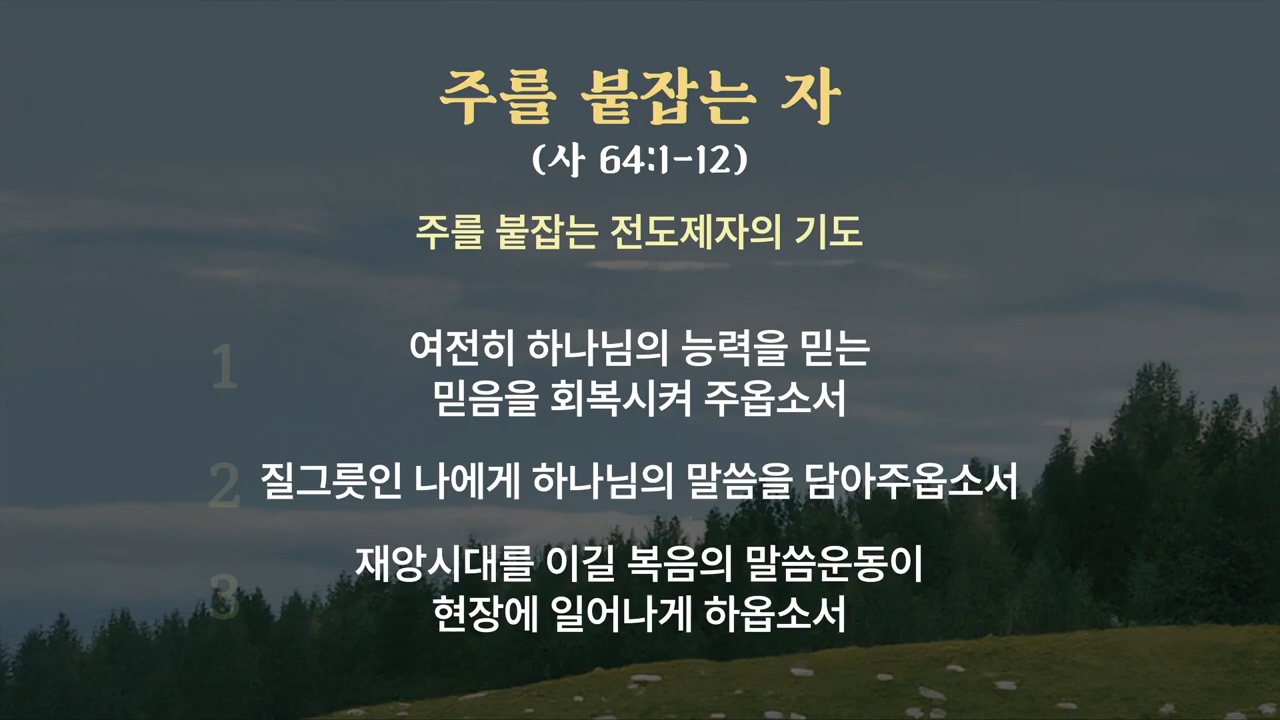 주를 붙잡는 자
(사 64:1-12)
주를 붙잡는 전도제자의 기도
1
여전히 하나님의 능력을 믿는
믿음을 회복시켜 주옵소서
2 질그릇인 나에게 하나님의 말씀을 담아주옵소서
3
재앙시대를 이길 복음의 말씀운동이
현장에 일어나게 하옵소서